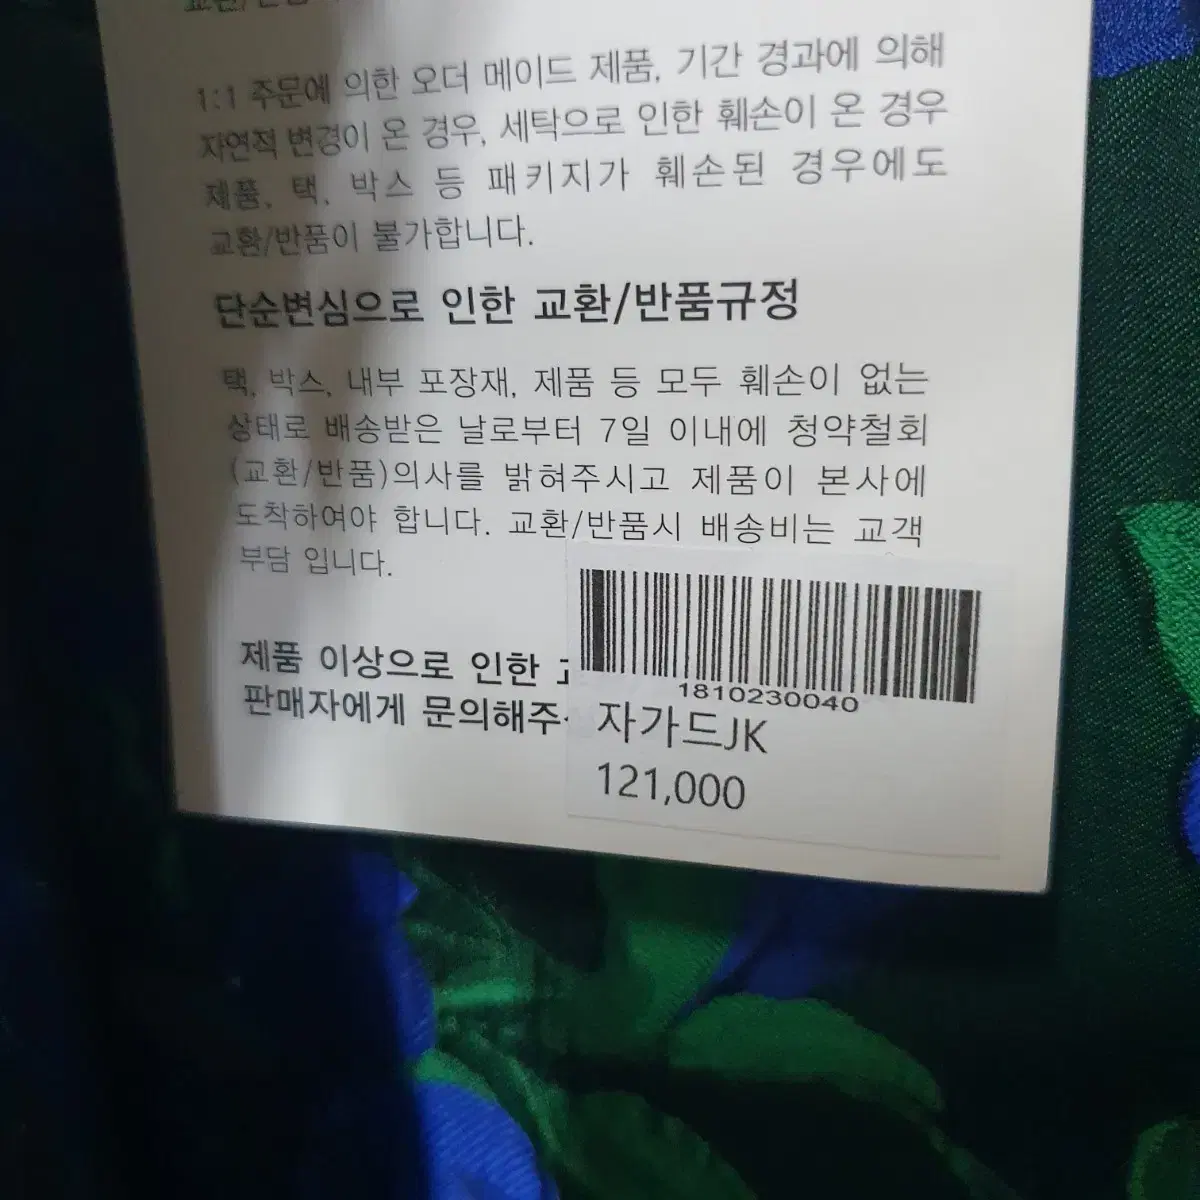 교환/반품
1:1 주문에 의한 오더 메이드 제품, 기간 경과에 의해
자연적 변경이 온 경우, 세탁으로 인한 훼손이 온 경우
제품, 택, 박스 등 패키지가 훼손된 경우에도
교환/반품이 불가합니다.
단순변심으로 인한 교환/반품규정
택, 박스, 내부 포장재, 제품 등 모두 훼손이 없는
상태로 배송받은 날로부터 7일 이내에 청약철회
(교환/반품)의사를 밝혀주시고 제품이 본사에
도착하여야 합니다. 교환/반품시 배송비는 고객
부담 입니다.
제품 이상으로 인한
판매자에게 문의해주
1810230040
자가드JK
121,000